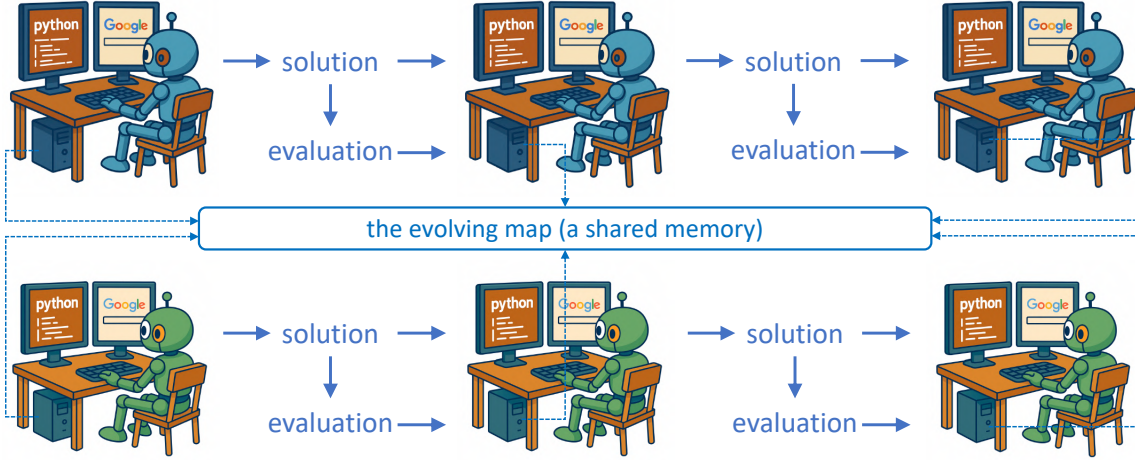 python Google python Google python Google
solution solution
evaluation evaluation
the evolving map (a shared memory)
python Google python Google python Google
solution solution
evaluation evaluation